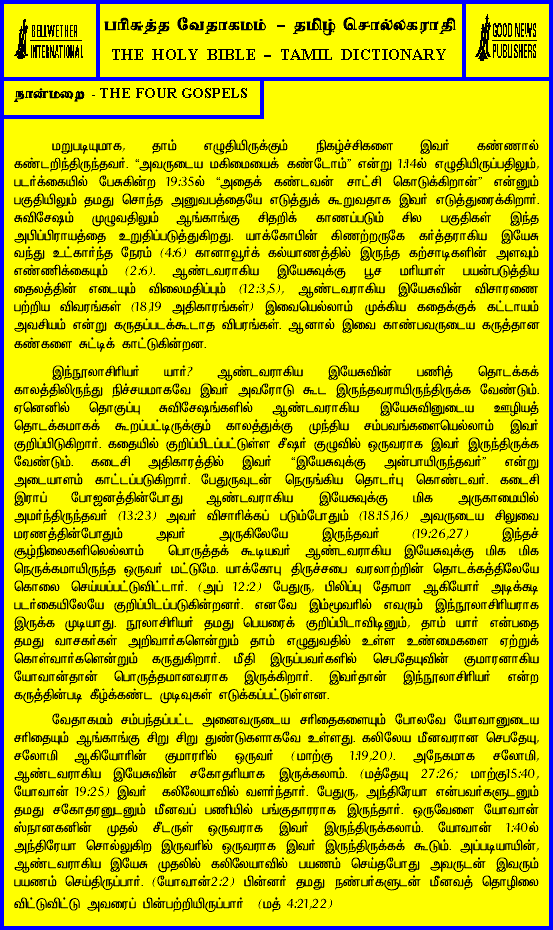 BELLWETHER
INTERNATIONAL
பரிசுத்த வேதாகமம் – தமிழ் சொல்லகராதி
THE HOLY BIBLE – TAMIL DICTIONARY
GOOD NEWS
PUBLISHERS
நான்மறை - THE FOUR GOSPELS
மறுபடியுமாக, தாம் எழுதியிருக்கும் நிகழ்ச்சிகளை இவர் கண்ணால்
கண்டறிந்திருந்தவர். “அவருடைய மகிமையைக் கண்டோம்” என்று 1:14ல் எழுதியிருப்பதிலும்,
படர்க்கையில் பேசுகின்ற 19:35ல் “அதைக் கண்டவன் சாட்சி கொடுக்கிறான்” என்னும்
பகுதியிலும் தமது சொந்த அனுபவத்தையே எடுத்துக் கூறுவதாக இவர் எடுத்துரைக்கிறார்.
சுவிசேஷம் முழுவதிலும் ஆங்காங்கு சிதறிக் காணப்படும் சில பகுதிகள் இந்த
அபிப்பிராயத்தை உறுதிப்படுத்துகிறது. யாக்கோபின் கிணற்றருகே கர்த்தராகிய இயேசு
வந்து உட்கார்ந்த நேரம் (4:6) கானாவூர்க் கல்யாணத்தில் இருந்த கற்சாடிகளின் அளவும்
எண்ணிக்கையும் (2:6). ஆண்டவராகிய இயேசுவுக்கு பூச மரியாள் பயன்படுத்திய
தைலத்தின் எடையும் விலைமதிப்பும் (12:3,5), ஆண்டவராகிய இயேசுவின் விசாரணை
பற்றிய விவரங்கள் (18,19 அதிகாரங்கள்) இவையெல்லாம் முக்கிய கதைக்குக் கட்டாயம்
அவசியம் என்று கருதப்படக்கூடாத விபரங்கள். ஆனால் இவை காண்பவருடைய கருத்தான
கண்களை சுட்டிக் காட்டுகின்றன.
இந்நூலாசிரியர் யார்? ஆண்டவராகிய இயேசுவின் பணித் தொடக்கக்
காலத்திலிருந்து நிச்சயமாகவே இவர் அவரோடு கூட இருந்தவராயிருந்திருக்க வேண்டும்.
ஏனெனில் தொகுப்பு சுவிசேஷங்களில் ஆண்டவராகிய இயேசுவினுடைய ஊழியத்
தொடக்கமாகக் கூறப்பட்டிருக்கும் காலத்துக்கு முந்திய சம்பவங்களையெல்லாம் இவர்
குறிப்பிடுகிறார். கதையில் குறிப்பிடப்பட்டுள்ள சீஷர் குழுவில் ஒருவராக இவர் இருந்திருக்க
வேண்டும். கடைசி அதிகாரத்தில் இவர் “இயேசுவுக்கு அன்பாயிருந்தவர்” என்று
அடையாளம் காட்டப்படுகிறார். பேதுருவுடன் நெருங்கிய தொடர்பு கொண்டவர். கடைசி
இராப் போஜனத்தின்போது ஆண்டவராகிய இயேசுவுக்கு மிக அருகாமையில்
அமர்ந்திருந்தவர் (13:23) அவர் விசாரிக்கப் படும்போதும் (18:15,16) அவருடைய சிலுவை
மரணத்தின்போதும் அவர் அருகிலேயே இருந்தவர் (19:26,27) இந்தச்
சூழ்நிலைகளிலெல்லாம் பொருத்தக் கூடியவர் ஆண்டவராகிய இயேசுவுக்கு மிக மிக
நெருக்கமாயிருந்த ஒருவர் மட்டுமே. யாக்கோபு திருச்சபை வரலாற்றின் தொடக்கத்திலேயே
கொலை செய்யப்பட்டுவிட்டார். (அப் 12:2) பேதுரு, பிலிப்பு தோமா ஆகியோர் அடிக்கடி
படர்கையிலேயே குறிப்பிடப்படுகின்றனர். எனவே இம்மூவரில் எவரும் இந்நூலாசிரியராக
இருக்க முடியாது. நூலாசிரியர் தமது பெயரைக் குறிப்பிடாவிடினும், தாம் யார் என்பதை
தமது வாசகர்கள் அறிவார்களென்றும் தாம் எழுதுவதில் உள்ள உண்மைகளை ஏற்றுக்
கொள்வார்களென்றும் கருதுகிறார். மீதி இருப்பவர்களில் செபதேயுவின் குமாரனாகிய
யோவான்தான் பொருத்தமானவராக இருக்கிறார். இவர்தான் இந்நூலாசிரியர் என்ற
கருத்தின்படி கீழ்க்கண்ட முடிவுகள் எடுக்கப்பட்டுள்ளன.
வேதாகமம் சம்பந்தப்பட்ட அனைவருடைய சரிதைகளையும் போலவே யோவானுடைய
சரிதையும் ஆங்காங்கு சிறு சிறு துண்டுகளாகவே உள்ளது. கலிலேய மீனவரான செபதேயு,
சலோமி ஆகியோரின் குமாரரில் ஒருவர் (மாற்கு 1:19,20). அநேகமாக சலோமி,
ஆண்டவராகிய இயேசுவின் சகோதரியாக இருக்கலாம். (மத்தேயு 27:26; மாற்கு15:40,
யோவான் 19:25) இவர் கலிலேயாவில் வளர்ந்தார். பேதுரு, அந்திரேயா என்பவர்களுடனும்
தமது சகோதரனுடனும் மீனவப் பணியில் பங்குதாரராக இருந்தார். ஒருவேளை யோவான்
ஸ்நானகனின் முதல் சீடருள் ஒருவராக இவர் இருந்திருக்கலாம். யோவான் 1:40ல்
அந்திரேயா சொல்லுகிற இருவரில் ஒருவராக இவர் இருந்திருக்கக் கூடும். அப்படியாயின்,
ஆண்டவராகிய இயேசு முதலில் கலிலேயாவில் பயணம் செய்தபோது அவருடன் இவரும்
பயணம் செய்திருப்பார். (யோவான்2:2) பின்னர் தமது நண்பர்களுடன் மீனவத் தொழிலை
விட்டுவிட்டு அவரைப் பின்பற்றியிருப்பார் (மத் 4:21,22)